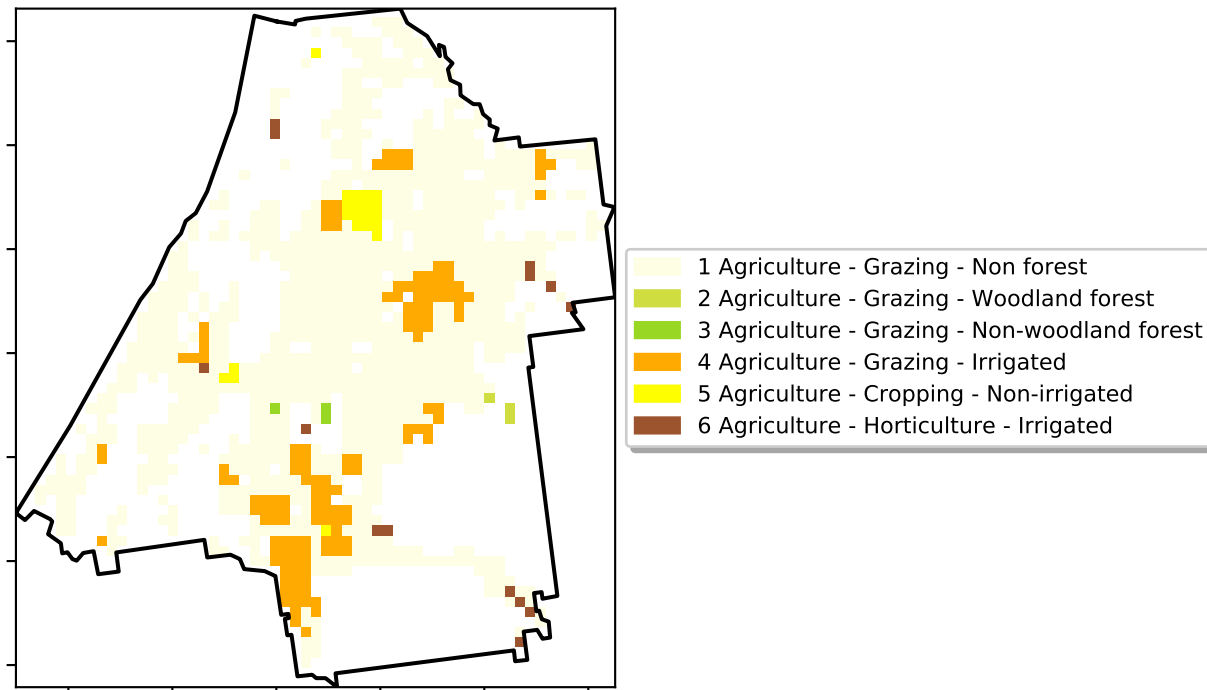 1 Agriculture - Grazing - Non forest
2 Agriculture - Grazing - Woodland forest
3 Agriculture - Grazing - Non-woodland forest
4 Agriculture - Grazing - Irrigated
5 Agriculture - Cropping - Non-irrigated
6 Agriculture - Horticulture - Irrigated